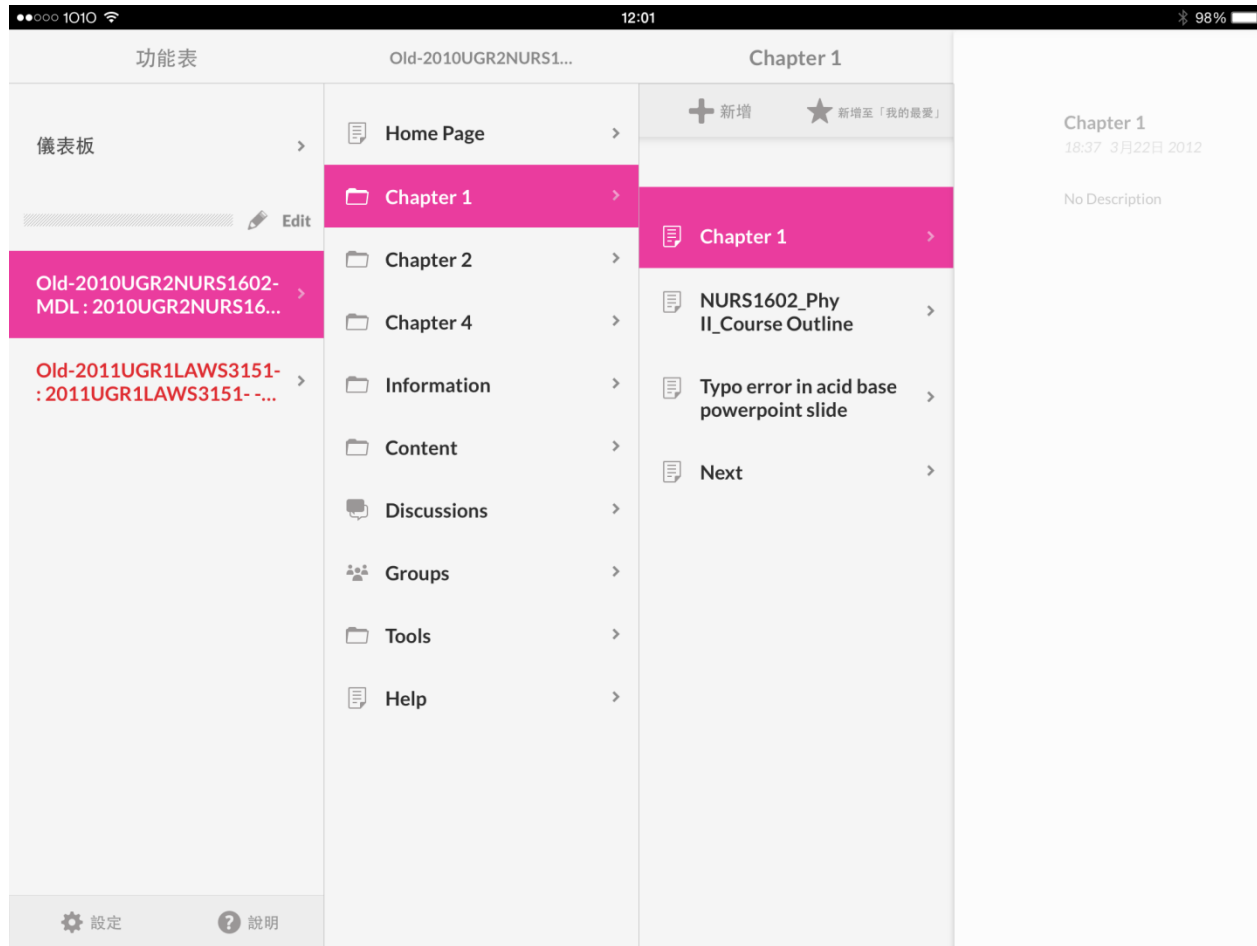 1O1O
12:01
98%
功能表
儀表板
Edit
Old-2010UGR2NURS1602-
MDL : 2010UGR2NURS16...
Old-2011UGR1LAWS3151-
: 2011UGR1LAWS3151- -...
設定
說明
Old-2010UGR2NURS1...
Home Page
Chapter 1
Chapter 2
Chapter 4
Information
Content
Discussions
Groups
Tools
Help
Chapter 1
新增
新增至「我的最愛」
Chapter 1
NURS1602_Phy
II_Course Outline
Typo error in acid base
powerpoint slide
Next
Chapter 1
18:37 3月22日 2012
No Description